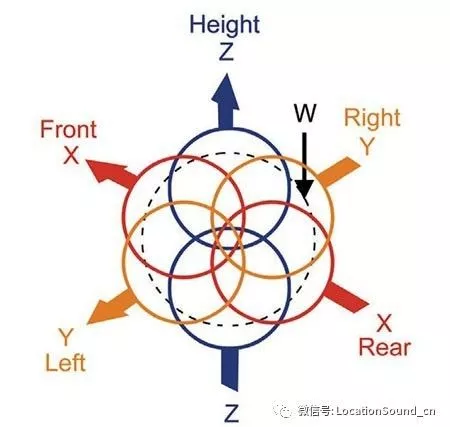 Height
Z
W
Front
X
Right
Y
Y
Left
X
Rear
Z
微信号: LocationSound_cn